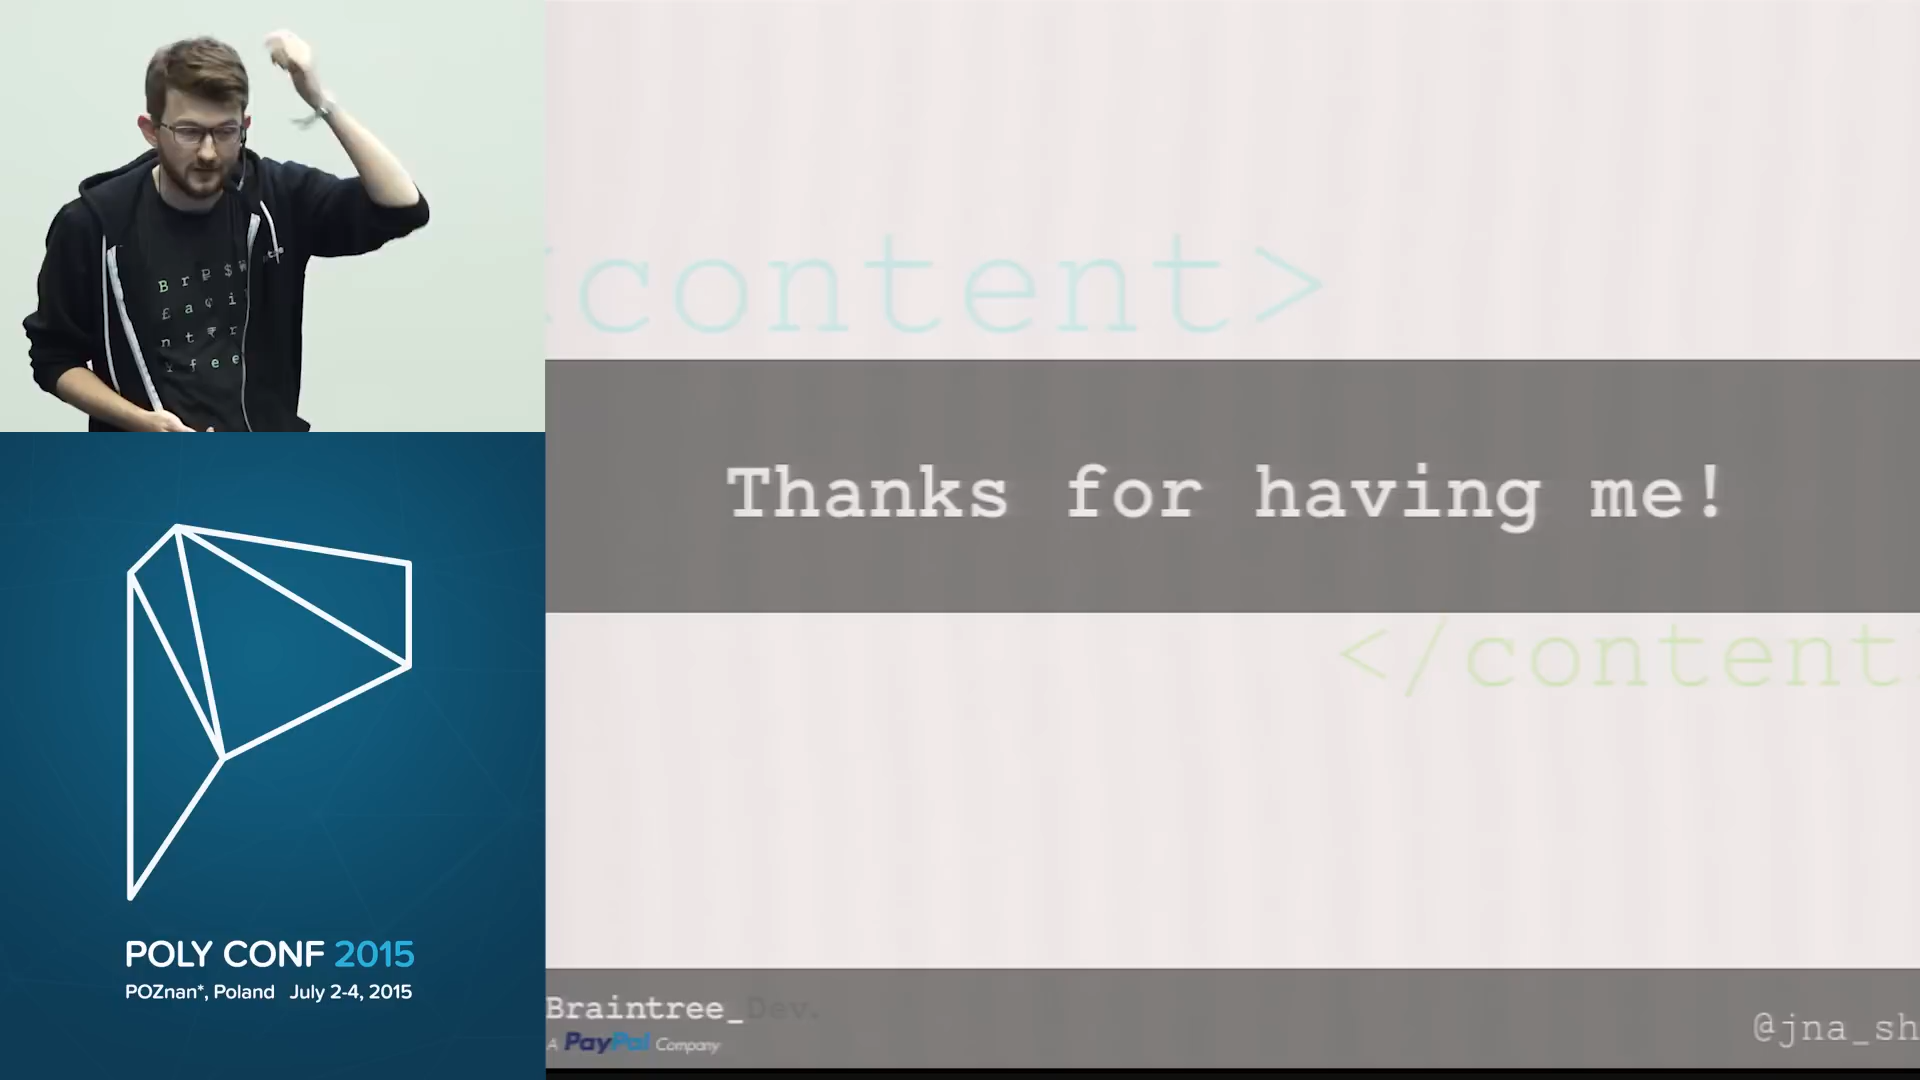 <content>
Thanks for having me!
</content
Braintree_Dev.
A PayPal Company
@jna_sh
POLY CONF 2015
POZnan*, Poland July 2-4, 2015